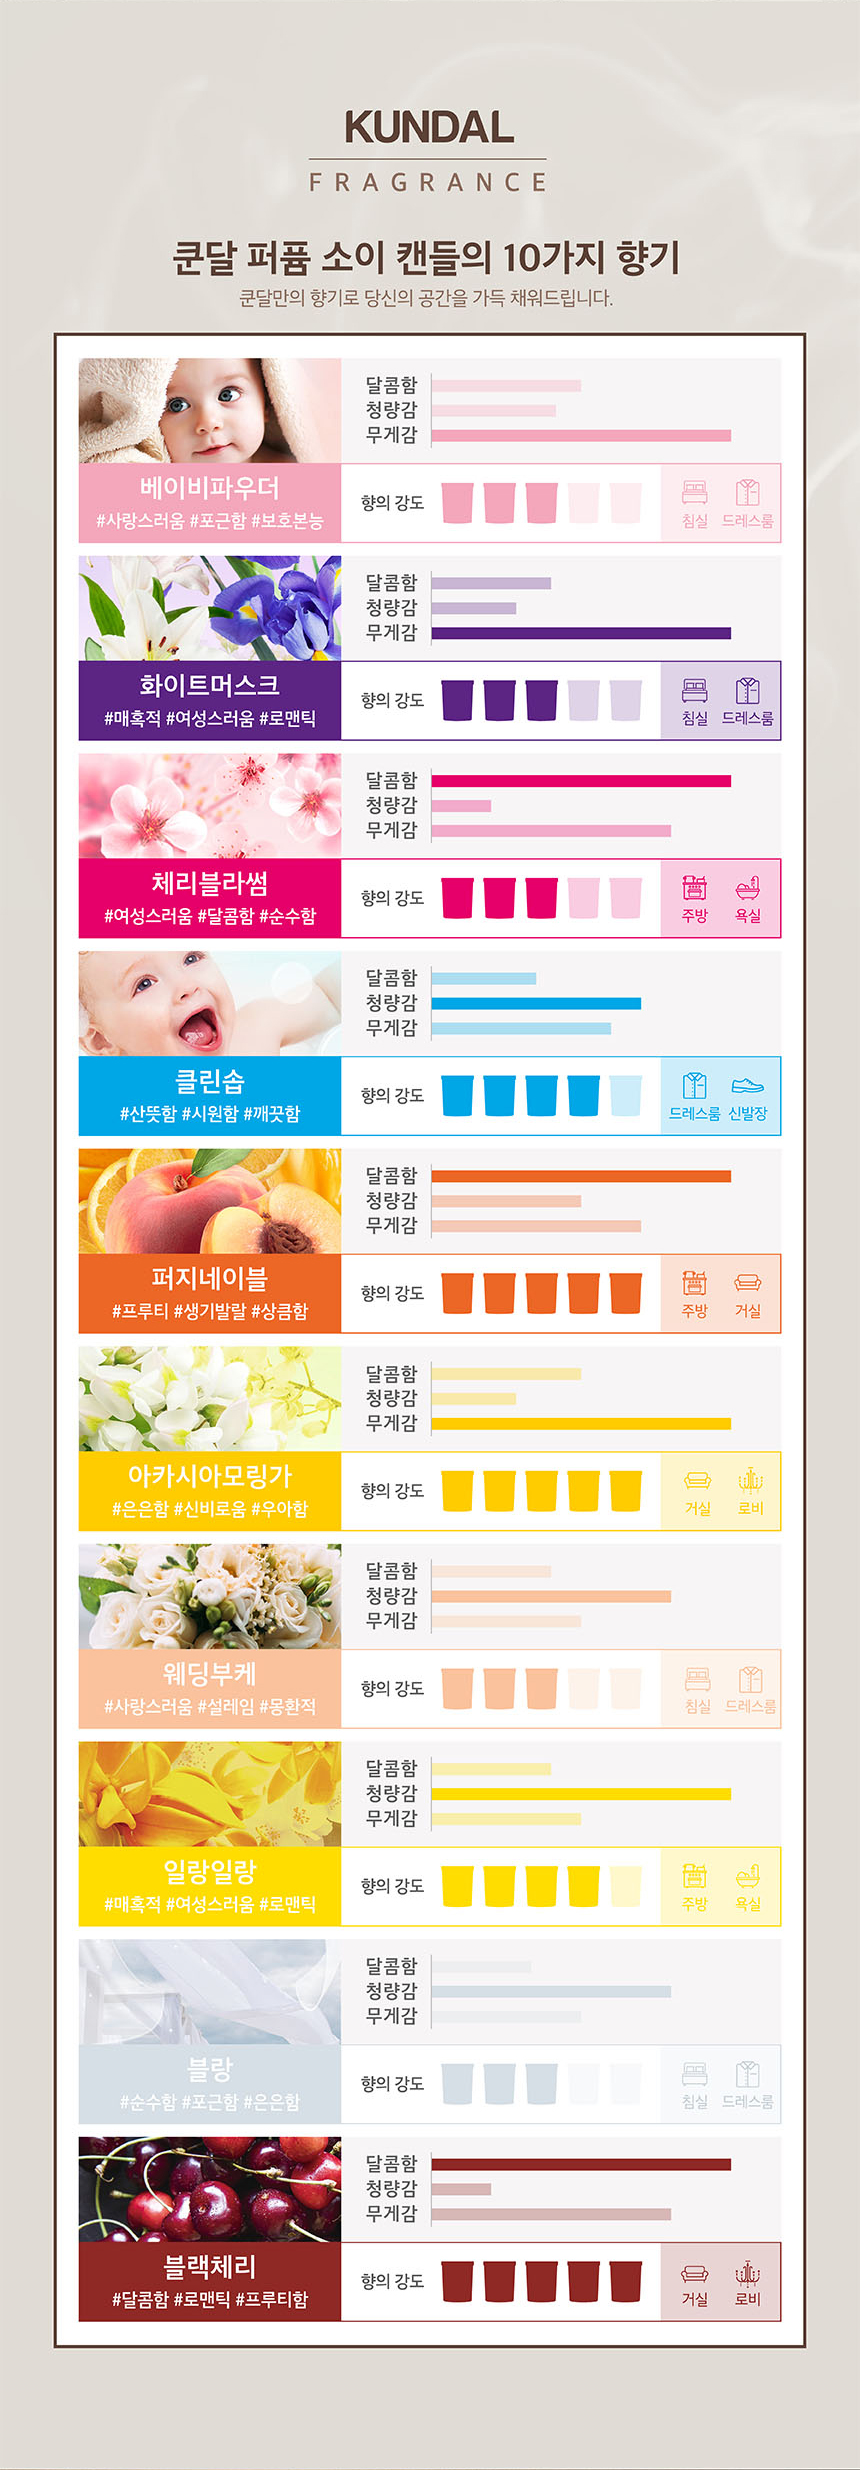 KUNDAL
FRAGRANCE
쿤달 퍼퓸 소이 캔들의 10가지 향기
쿤달만의 향기로 당신의 공간을 가득 채워드립니다.
달콤함
청량감
무게감
베이비파우더
#사랑스러움 #포근함 #보호본능
향의 강도
침실 드레스룸
달콤함
청량감
무게감
화이트머스크
#매혹적 #여성스러움 #로맨틱
향의 강도
침실 드레스룸
달콤함
청량감
무게감
체리블라썸
#여성스러움 #달콤함 #순수함
향의 강도
주방 욕실
달콤함
청량감
무게감
클린솝
#산뜻함 #시원함 #깨끗함
향의 강도
드레스룸 신발장
달콤함
청량감
무게감
퍼지네이블
#프루티 #생기발랄 #상큼함
향의 강도
주방 거실
달콤함
청량감
무게감
아카시아모링가
#은은함 #신비로움 #우아함
향의 강도
거실 로비
달콤함
청량감
무게감
웨딩부케
#사랑스러움 #설레임 #몽환적
향의 강도
침실 드레스룸
달콤함
청량감
무게감
일랑일랑
#매혹적 #여성스러움 #로맨틱
향의 강도
주방 욕실
달콤함
청량감
무게감
블랑
#순수함 #포근함 #은은함
향의 강도
침실 드레스룸
달콤함
청량감
무게감
블랙체리
#달콤함 #로맨틱 #프루티함
향의 강도
거실 로비